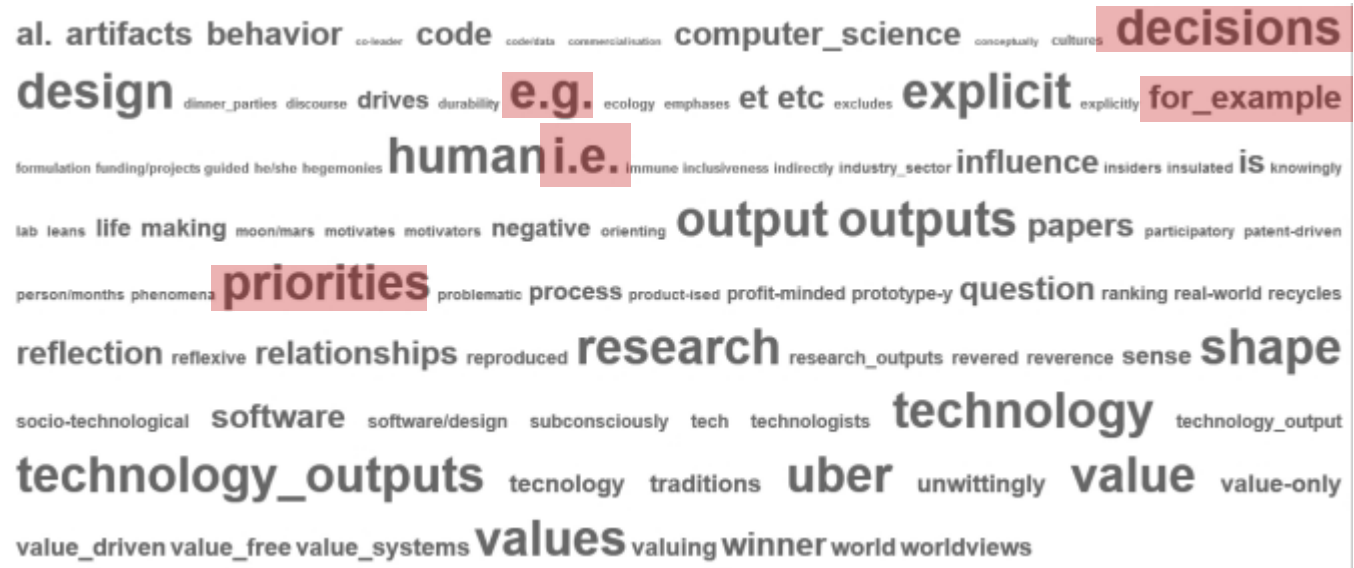 al. artifacts behavior co-leader code code/data commercialisation computer_science conceptually cultures decisions
design dinner_parties discourse drives durability e.g. ecology emphases et etc excludes explicit explicitly for_example
formulation funding/projects guided he/she hegemonies human i.e. immune inclusiveness indirectly industry_sector influence insiders insulated is knowingly
lab leans life making moon/mars motivates motivators negative orienting output outputs papers participatory patent-driven
person/months phenomena priorities problematic process product-ised profit-minded prototype-y question ranking real-world recycles
reflection reflexive relationships reproduced research research_outputs revered reverence sense shape
socio-technological software software/design subconsciously tech technologists technology technology_output
technology_outputs tecnology traditions uber unwittingly value value-only
value_driven value_free value_systems values valuing winner world worldviews